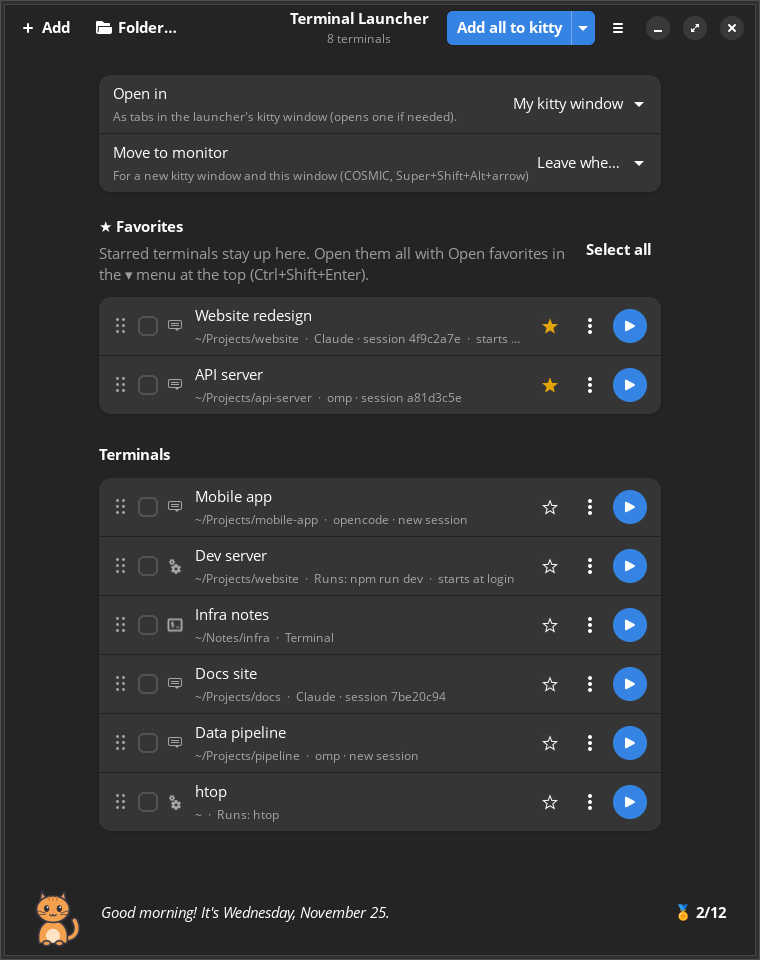 Add
Folder...
Terminal Launcher
8 terminals
Add all to kitty
Open in
As tabs in the launcher's kitty window (opens one if needed).
My kitty window
Move to monitor
For a new kitty window and this window (COSMIC, Super+Shift+Alt+arrow)
Leave whe...
★ Favorites
Starred terminals stay up here. Open them all with Open favorites in
the ▾ menu at the top (Ctrl+Shift+Enter).
Select all
Website redesign
~/Projects/website · Claude · session 4f9c2a7e · starts ...
API server
~/Projects/api-server · omp · session a81d3c5e
Terminals
Mobile app
~/Projects/mobile-app · opencode · new session
Dev server
~/Projects/website · Runs: npm run dev · starts at login
Infra notes
~/Notes/infra · Terminal
Docs site
~/Projects/docs · Claude · session 7be20c94
Data pipeline
~/Projects/pipeline · omp · new session
htop
~ · Runs: htop
Good morning! It's Wednesday, November 25.
🏅 2/12